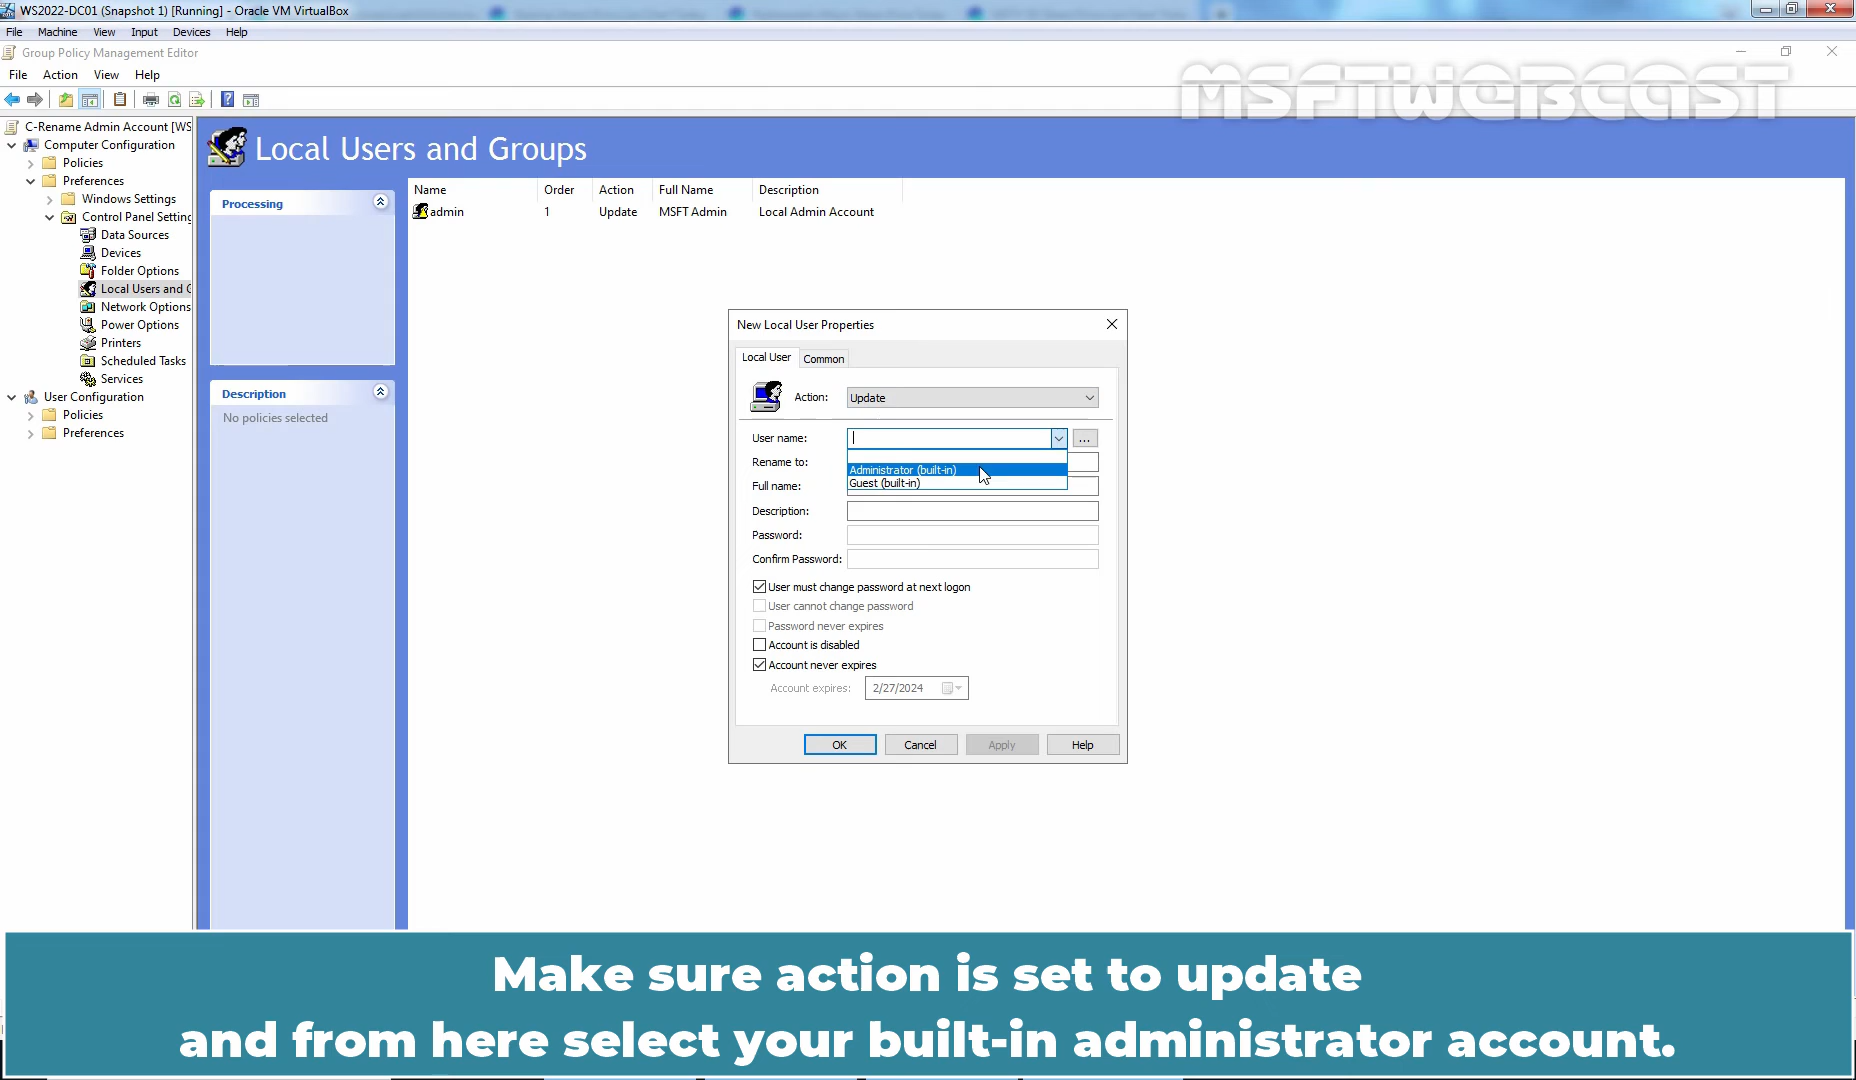 WS2022-DC01 (Snapshot 1) [Running] - Oracle VM VirtualBox
File Machine View Input Devices Help
Group Policy Management Editor
File Action View Help
MSFTWEBCAST
C-Rename Admin Account [WS
Computer Configuration
Policies
Preferences
Windows Settings
Control Panel Setting
Data Sources
Devices
Folder Options
Local Users and G
Network Options
Power Options
Printers
Scheduled Tasks
Services
User Configuration
Policies
Preferences
Local Users and Groups
Processing
Description
No policies selected
Name Order Action Full Name Description
admin 1 Update MSFT Admin Local Admin Account
New Local User Properties
Local User Common
Action: Update
User name: ...
Administrator (built-in)
Guest (built-in)
Rename to:
Full name:
Description:
Password:
Confirm Password:
User must change password at next logon
User cannot change password
Password never expires
Account is disabled
Account never expires
Account expires: 2/27/2024
OK Cancel Apply Help
Make sure action is set to update
and from here select your built-in administrator account.